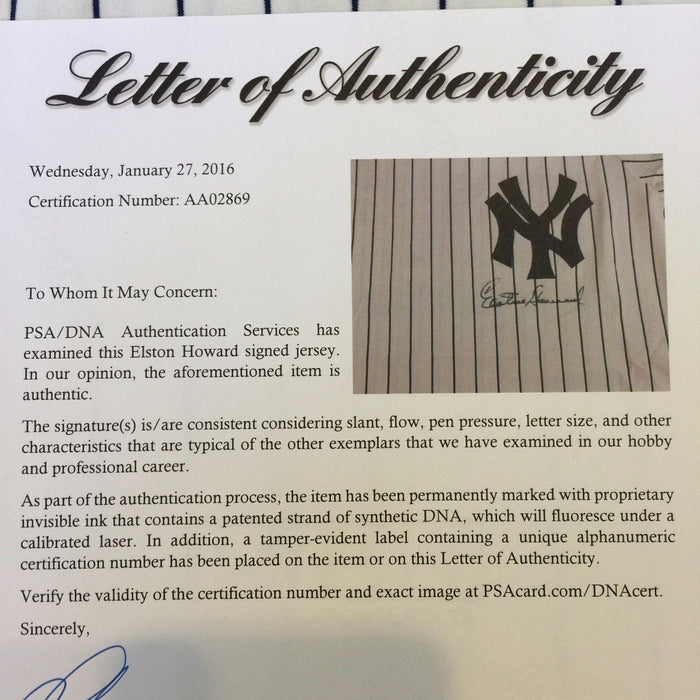 Letter of Authenticity
Wednesday, January 27, 2016
Certification Number: AA02869
NY
Elston Howard
To Whom It May Concern:
PSA/DNA Authentication Services has
examined this Elston Howard signed jersey.
In our opinion, the aforementioned item is
authentic.
The signature(s) is/are consistent considering slant, flow, pen pressure, letter size, and other
characteristics that are typical of the other exemplars that we have examined in our hobby
and professional career.
As part of the authentication process, the item has been permanently marked with proprietary
invisible ink that contains a patented strand of synthetic DNA, which will fluoresce under a
calibrated laser. In addition, a tamper-evident label containing a unique alphanumeric
certification number has been placed on the item or on this Letter of Authenticity.
Verify the validity of the certification number and exact image at PSAcard.com/DNAcert.
Sincerely,